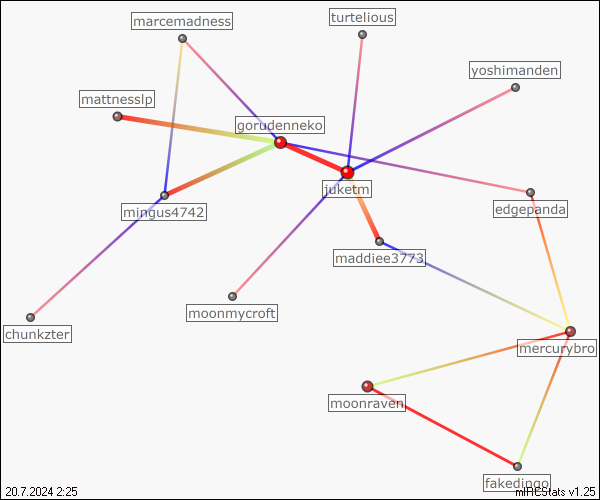 turtelious
marcemadness
yoshimanden
mattnesslp
gorudenneko
juketm
mingus4742
edgepanda
maddiee3773
moonmycroft
chunkzter
mercurybro
moonraven
fakedingo
20.7.2024 2:25
mIRCStats v1.25